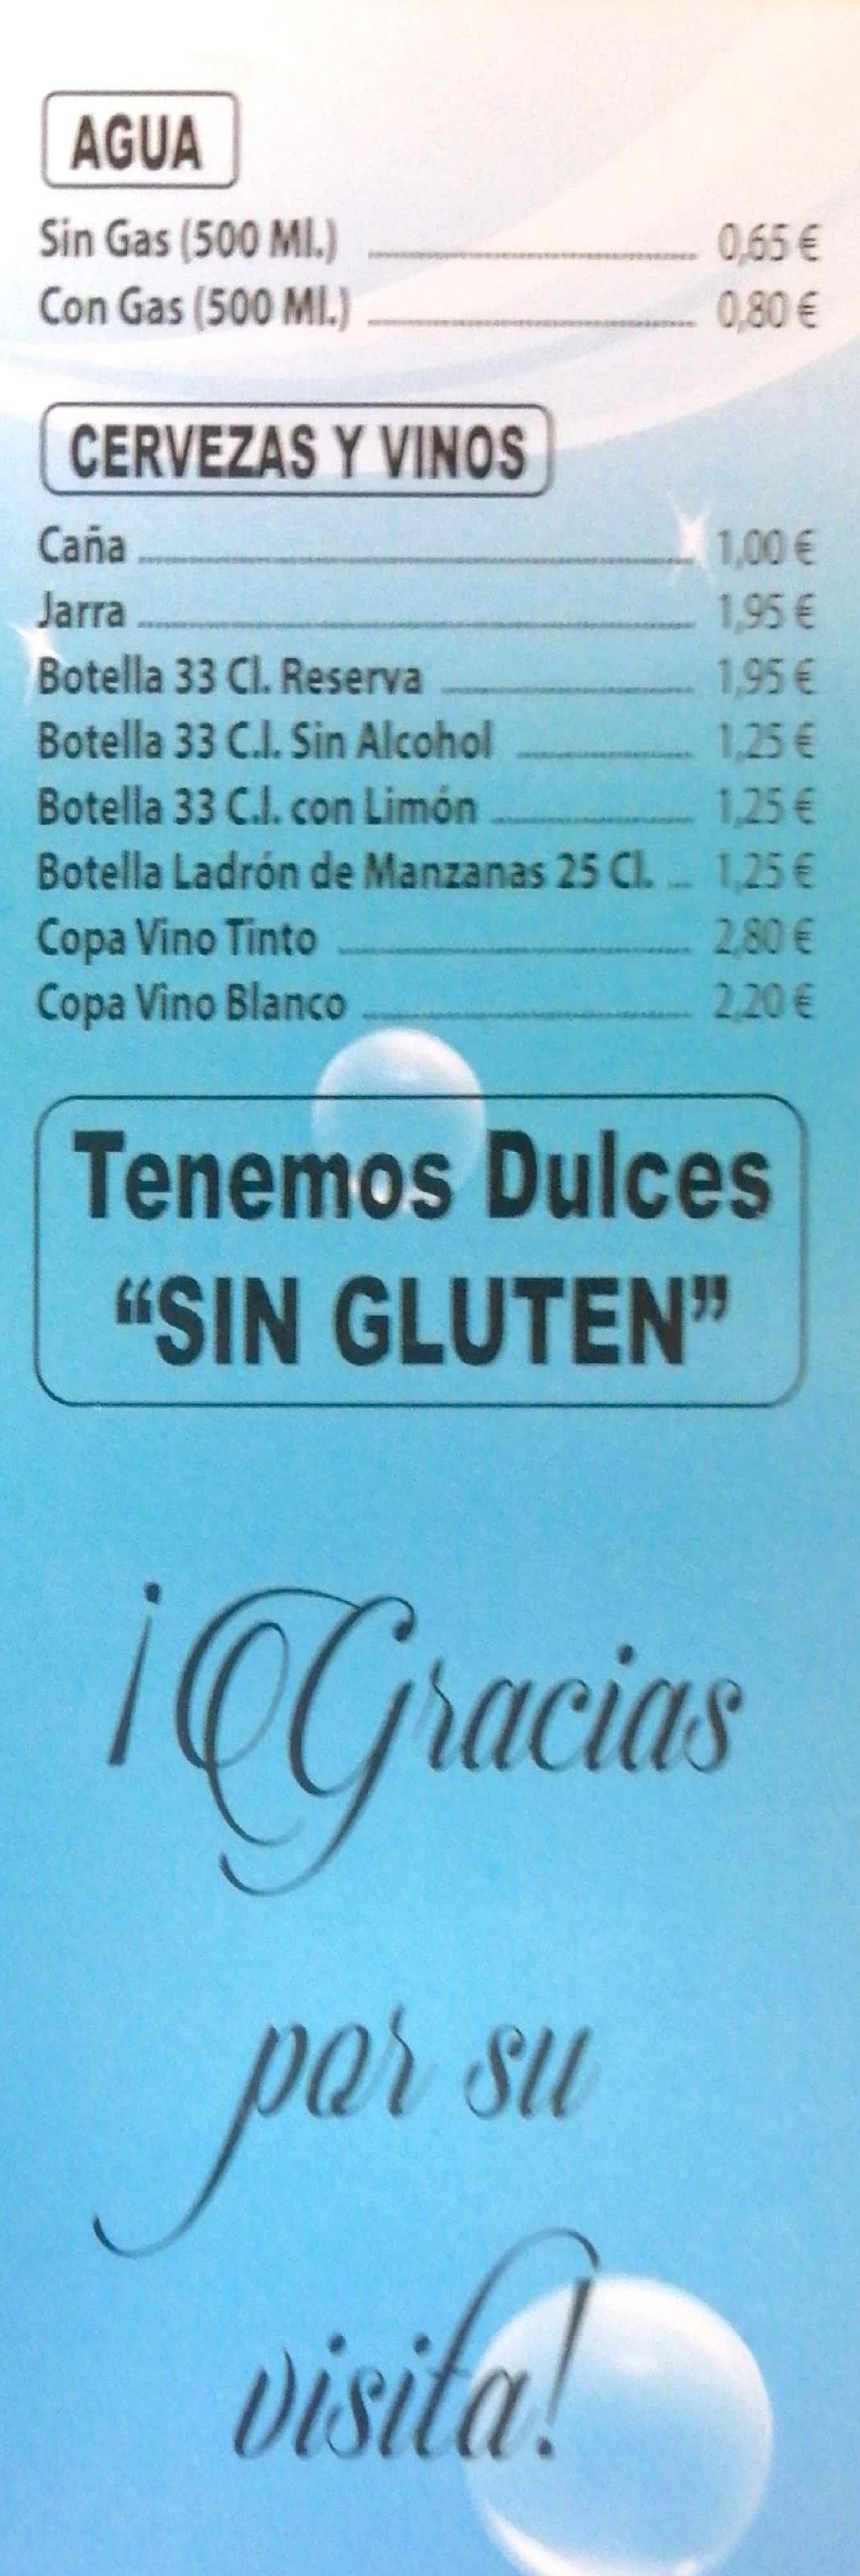 AGUA
Sin Gas (500 Ml.) 0,65 €
Con Gas (500 Ml.) 0,80 €
CERVEZAS Y VINOS
Caña 1,00 €
Jarra 1,95 €
Botella 33 Cl. Reserva 1,95 €
Botella 33 C.l. Sin Alcohol 1,25 €
Botella 33 C.l. con Limón 1,25 €
Botella Ladrón de Manzanas 25 Cl. 1,25 €
Copa Vino Tinto 2,80 €
Copa Vino Blanco 2,20 €
Tenemos Dulces
“SIN GLUTEN”
¡Gracias
por su
visita!